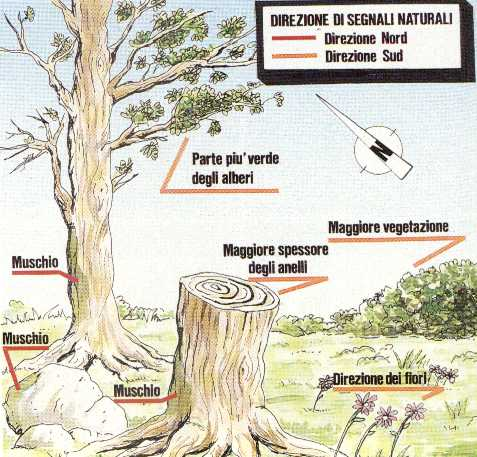 DIREZIONE DI SEGNALI NATURALI
Direzione Nord
Direzione Sud
N
Parte piu' verde
degli alberi
Maggiore vegetazione
Maggiore spessore
degli anelli
Muschio
Muschio
Muschio
Direzione dei fiori